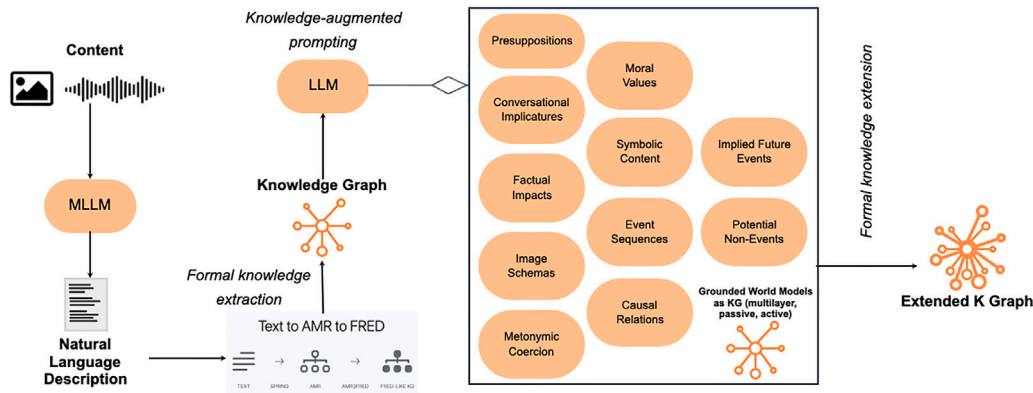 Content
MLLM
Natural
Language
Description
Knowledge-augmented
prompting
LLM
Knowledge Graph
Formal knowledge
extraction
Text to AMR to FRED
TEXT
SPRING
AMR
AMR2FRED
FRED-LIKE KG
Presuppositions
Conversational
Implicatures
Factual
Impacts
Image
Schemas
Metonymic
Coercion
Moral
Values
Symbolic
Content
Event
Sequences
Causal
Relations
Implied Future
Events
Potential
Non-Events
Grounded World Models
as KG (multilayer,
passive, active)
Formal knowledge extension
Extended K Graph